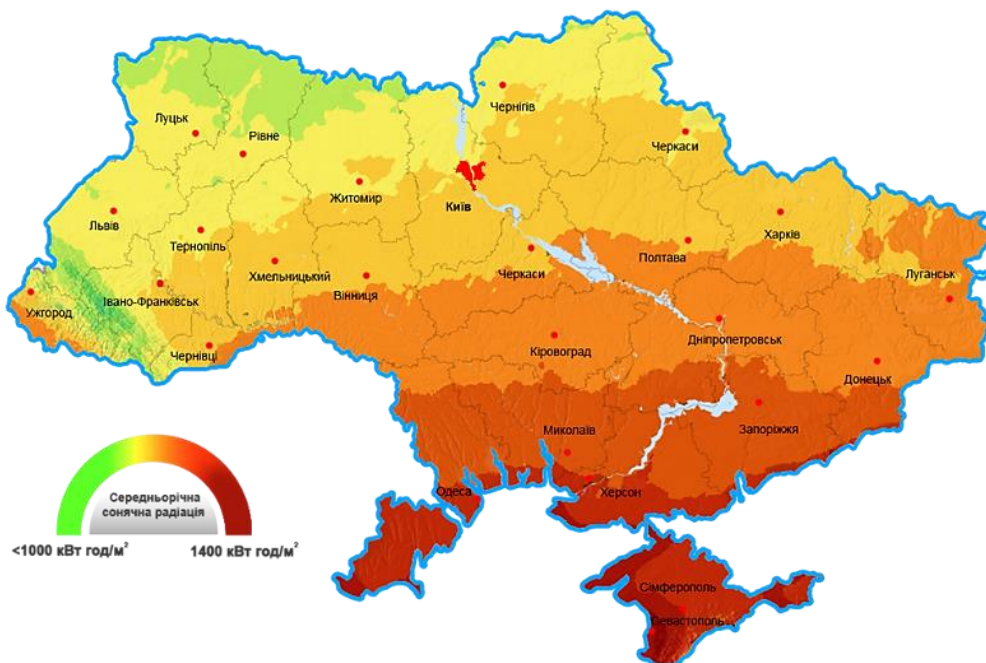 Чернігів
Луцьк
Рівне
Черкаси
Житомир
Київ
Львів
Тернопіль
Харків
Черкаси
Полтава
Хмельницький
Вінниця
Луганськ
Івано-Франківськ
Ужгород
Чернівці
Кіровоград
Дніпропетровськ
Донецьк
Миколаїв
Запоріжжя
Одеса
Херсон
Середньорічна
сонячна радіація
<1000 кВт год/м²
1400 кВт год/м²
Сімферополь
Севастополь